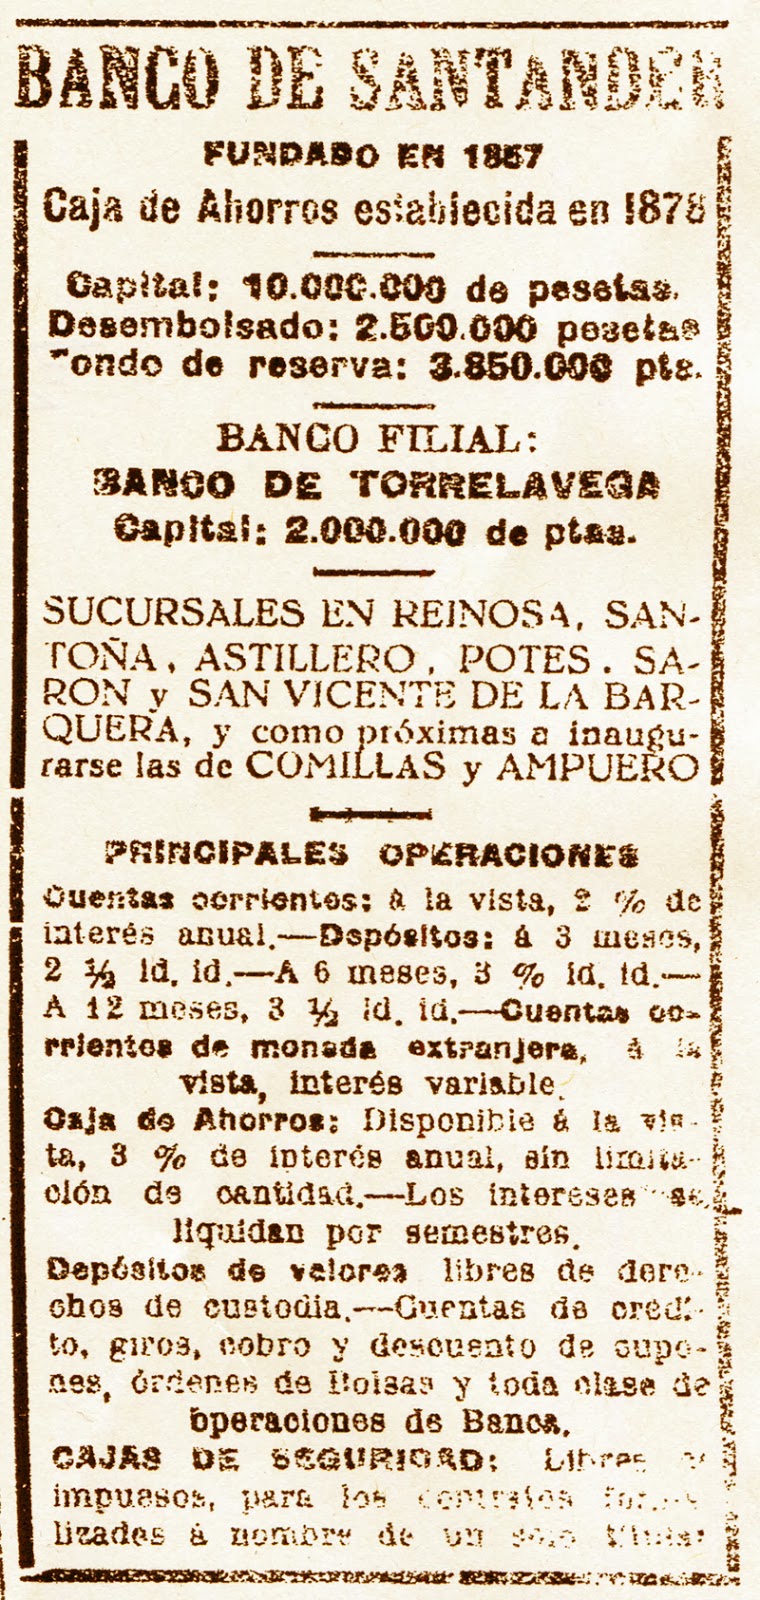 BANCO DE SANTANDER
FUNDADO EN 1857
Caja de Ahorros establecida en 1878
Capital: 10.000.000 de pesetas.
Desembolsado: 2.500.000 pesetas
Fondo de reserva: 3.850.000 pts.
BANCO FILIAL:
BANCO DE TORRELAVEGA
Capital: 2.000.000 de ptas.
SUCURSALES EN REINOSA, SAN-
TOÑA, ASTILLERO, POTES. SA-
RON y SAN VICENTE DE LA BAR-
QUERA, y como próximas a inaugu-
rarse las de COMILLAS y AMPUERO
PRINCIPALES OPERACIONES
Cuentas corrientes: á la vista, 2 % de
interés anual.—Depósitos: á 3 meses,
2 ½ id. id.—A 6 meses, 3 % id. id.—
A 12 meses, 3 ½ id. id.—Cuentas co-
rrientes de moneda extranjera, á la
vista, interés variable.
Caja de Ahorros: Disponible á la vis-
ta, 3 % de interés anual, sin limita-
ción de cantidad.—Los intereses se
liquidan por semestres.
Depósitos de valores libres de dere-
chos de custodia.—Cuentas de crédi-
to, giros, cobro y descuento de cupo-
nes, órdenes de Bolsas y toda clase de
operaciones de Banca.
CAJAS DE SEGURIDAD: Libres de
impuesos, para los contratos forma-
lizados á nombre de un solo titular